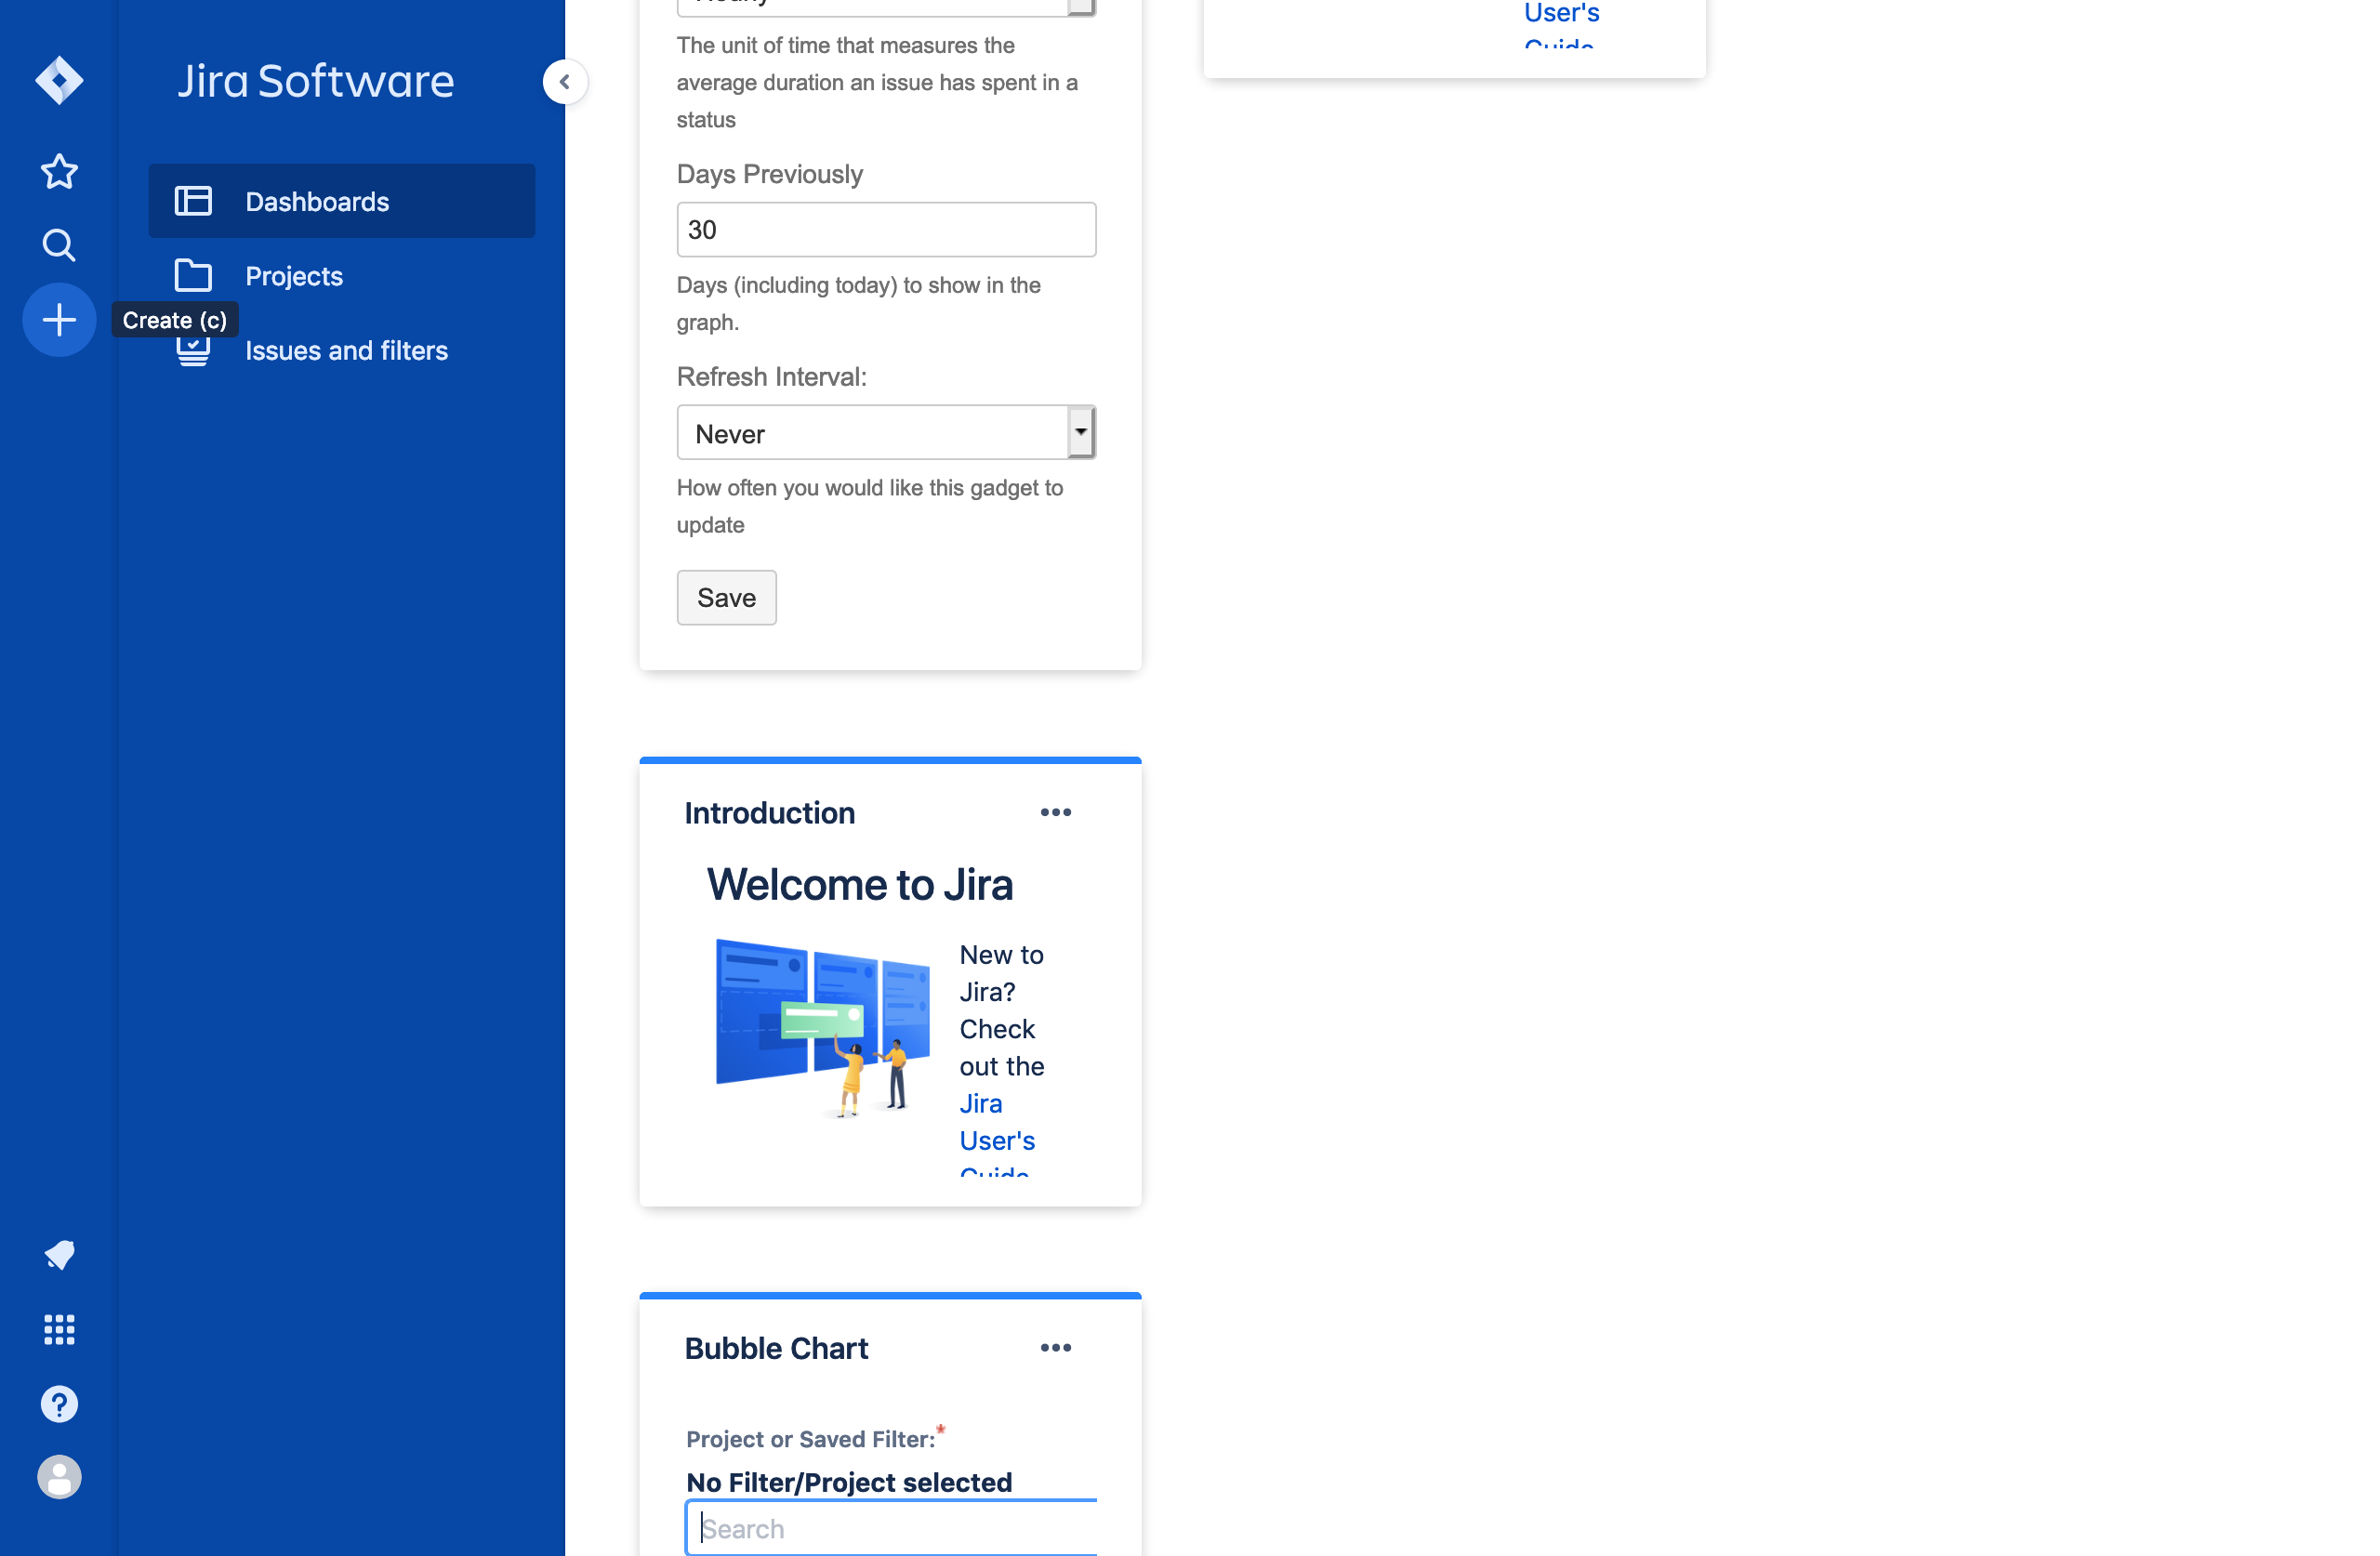 Jira Software
Dashboards
Projects
Create (c)
Issues and filters
The unit of time that measures the
average duration an issue has spent in a
status
Days Previously
30
Days (including today) to show in the
graph.
Refresh Interval:
Never
How often you would like this gadget to
update
Save
User's
Guide
Introduction
Welcome to Jira
New to
Jira?
Check
out the
Jira
User's
Guide
Bubble Chart
Project or Saved Filter:*
No Filter/Project selected
Search